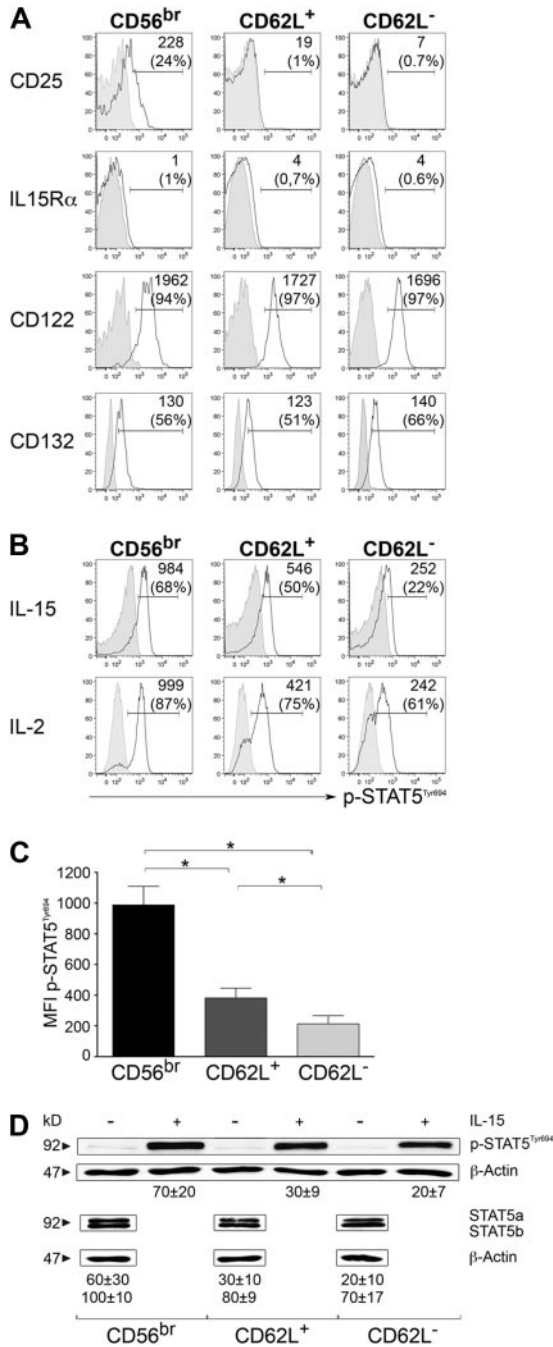 A
CD56br CD62L+ CD62L-
CD25
228 (24%)
19 (1%)
7 (0.7%)
IL15Rα
1 (1%)
4 (0,7%)
4 (0.6%)
CD122
1962 (94%)
1727 (97%)
1696 (97%)
CD132
130 (56%)
123 (51%)
140 (66%)
B
CD56br CD62L+ CD62L-
IL-15
984 (68%)
546 (50%)
252 (22%)
IL-2
999 (87%)
421 (75%)
242 (61%)
p-STAT5Tyr694
C
MFI p-STAT5Tyr694
1200
1000
800
600
400
200
0
* * *
CD56br CD62L+ CD62L-
D
kD - + - + - + IL-15
92 p-STAT5Tyr694
47 β-Actin
70±20 30±9 20±7
92 STAT5a
STAT5b
47 β-Actin
60±30 30±10 20±10
100±10 80±9 70±17
CD56br CD62L+ CD62L-